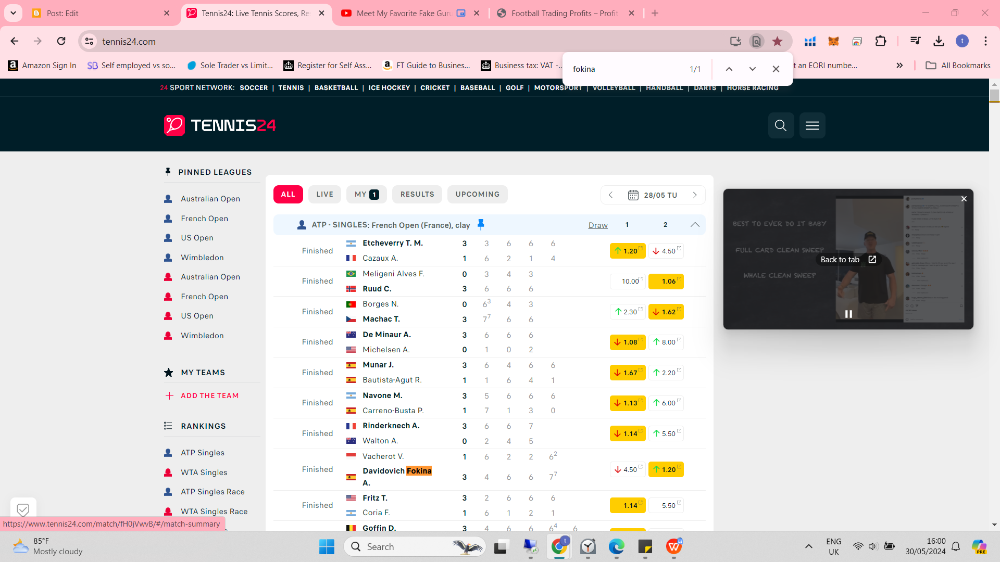 Post: Edit
Tennis24: Live Tennis Scores, Re
Meet My Favorite Fake Gur
Football Trading Profits – Profit
tennis24.com
Amazon Sign In
Self employed vs so...
Sole Trader vs Limit...
Register for Self Ass...
FT Guide to Business...
Business tax: VAT -...
t an EORI numbe...
All Bookmarks
fokina 1/1
24 SPORT NETWORK: SOCCER | TENNIS | BASKETBALL | ICE HOCKEY | CRICKET | BASEBALL | GOLF | MOTORSPORT | VOLLEYBALL | HANDBALL | DARTS | HORSE RACING
TENNIS24
PINNED LEAGUES
Australian Open
French Open
US Open
Wimbledon
Australian Open
French Open
US Open
Wimbledon
MY TEAMS
ADD THE TEAM
RANKINGS
ATP Singles
WTA Singles
ATP Singles Race
WTA Singles Race
ALL LIVE MY 1 RESULTS UPCOMING 28/05 TU
ATP - SINGLES: French Open (France), clay Draw 1 2
Finished
Etcheverry T. M. 3 3 6 6 6
Cazaux A. 1 6 2 1 4
1.20 4.50
Finished
Meligeni Alves F. 0 3 4 3
Ruud C. 3 6 6 6
10.00 1.06
Finished
Borges N. 0 6 3 4 3
Machac T. 3 7 7 6 6
2.30 1.62
Finished
De Minaur A. 3 6 6 6
Michelsen A. 0 1 0 2
1.08 8.00
Finished
Munar J. 3 6 4 6 6
Bautista-Agut R. 1 1 6 4 1
1.67 2.20
Finished
Navone M. 3 5 6 6 6
Carreno-Busta P. 1 7 1 3 0
1.13 6.00
Finished
Rinderknech A. 3 6 6 7
Walton A. 0 2 4 5
1.14 5.50
Finished
Vacherot V. 1 6 2 2 6 2
Davidovich Fokina A. 3 4 6 6 7 7
4.50 1.20
Finished
Fritz T. 3 2 6 6 6
Coria F. 1 6 1 2 1
1.14 5.50
Goffin D. 3 4 6 6 6 4 6
BEST TO EVER DO IT BABY
FULL CARD CLEAN SWEEP
WHALE CLEAN SWEEP
Back to tab
https://www.tennis24.com/match/fH0jVwvB/#/match-summary
85°F
Mostly cloudy
Search
ENG
UK
16:00
30/05/2024
PRE